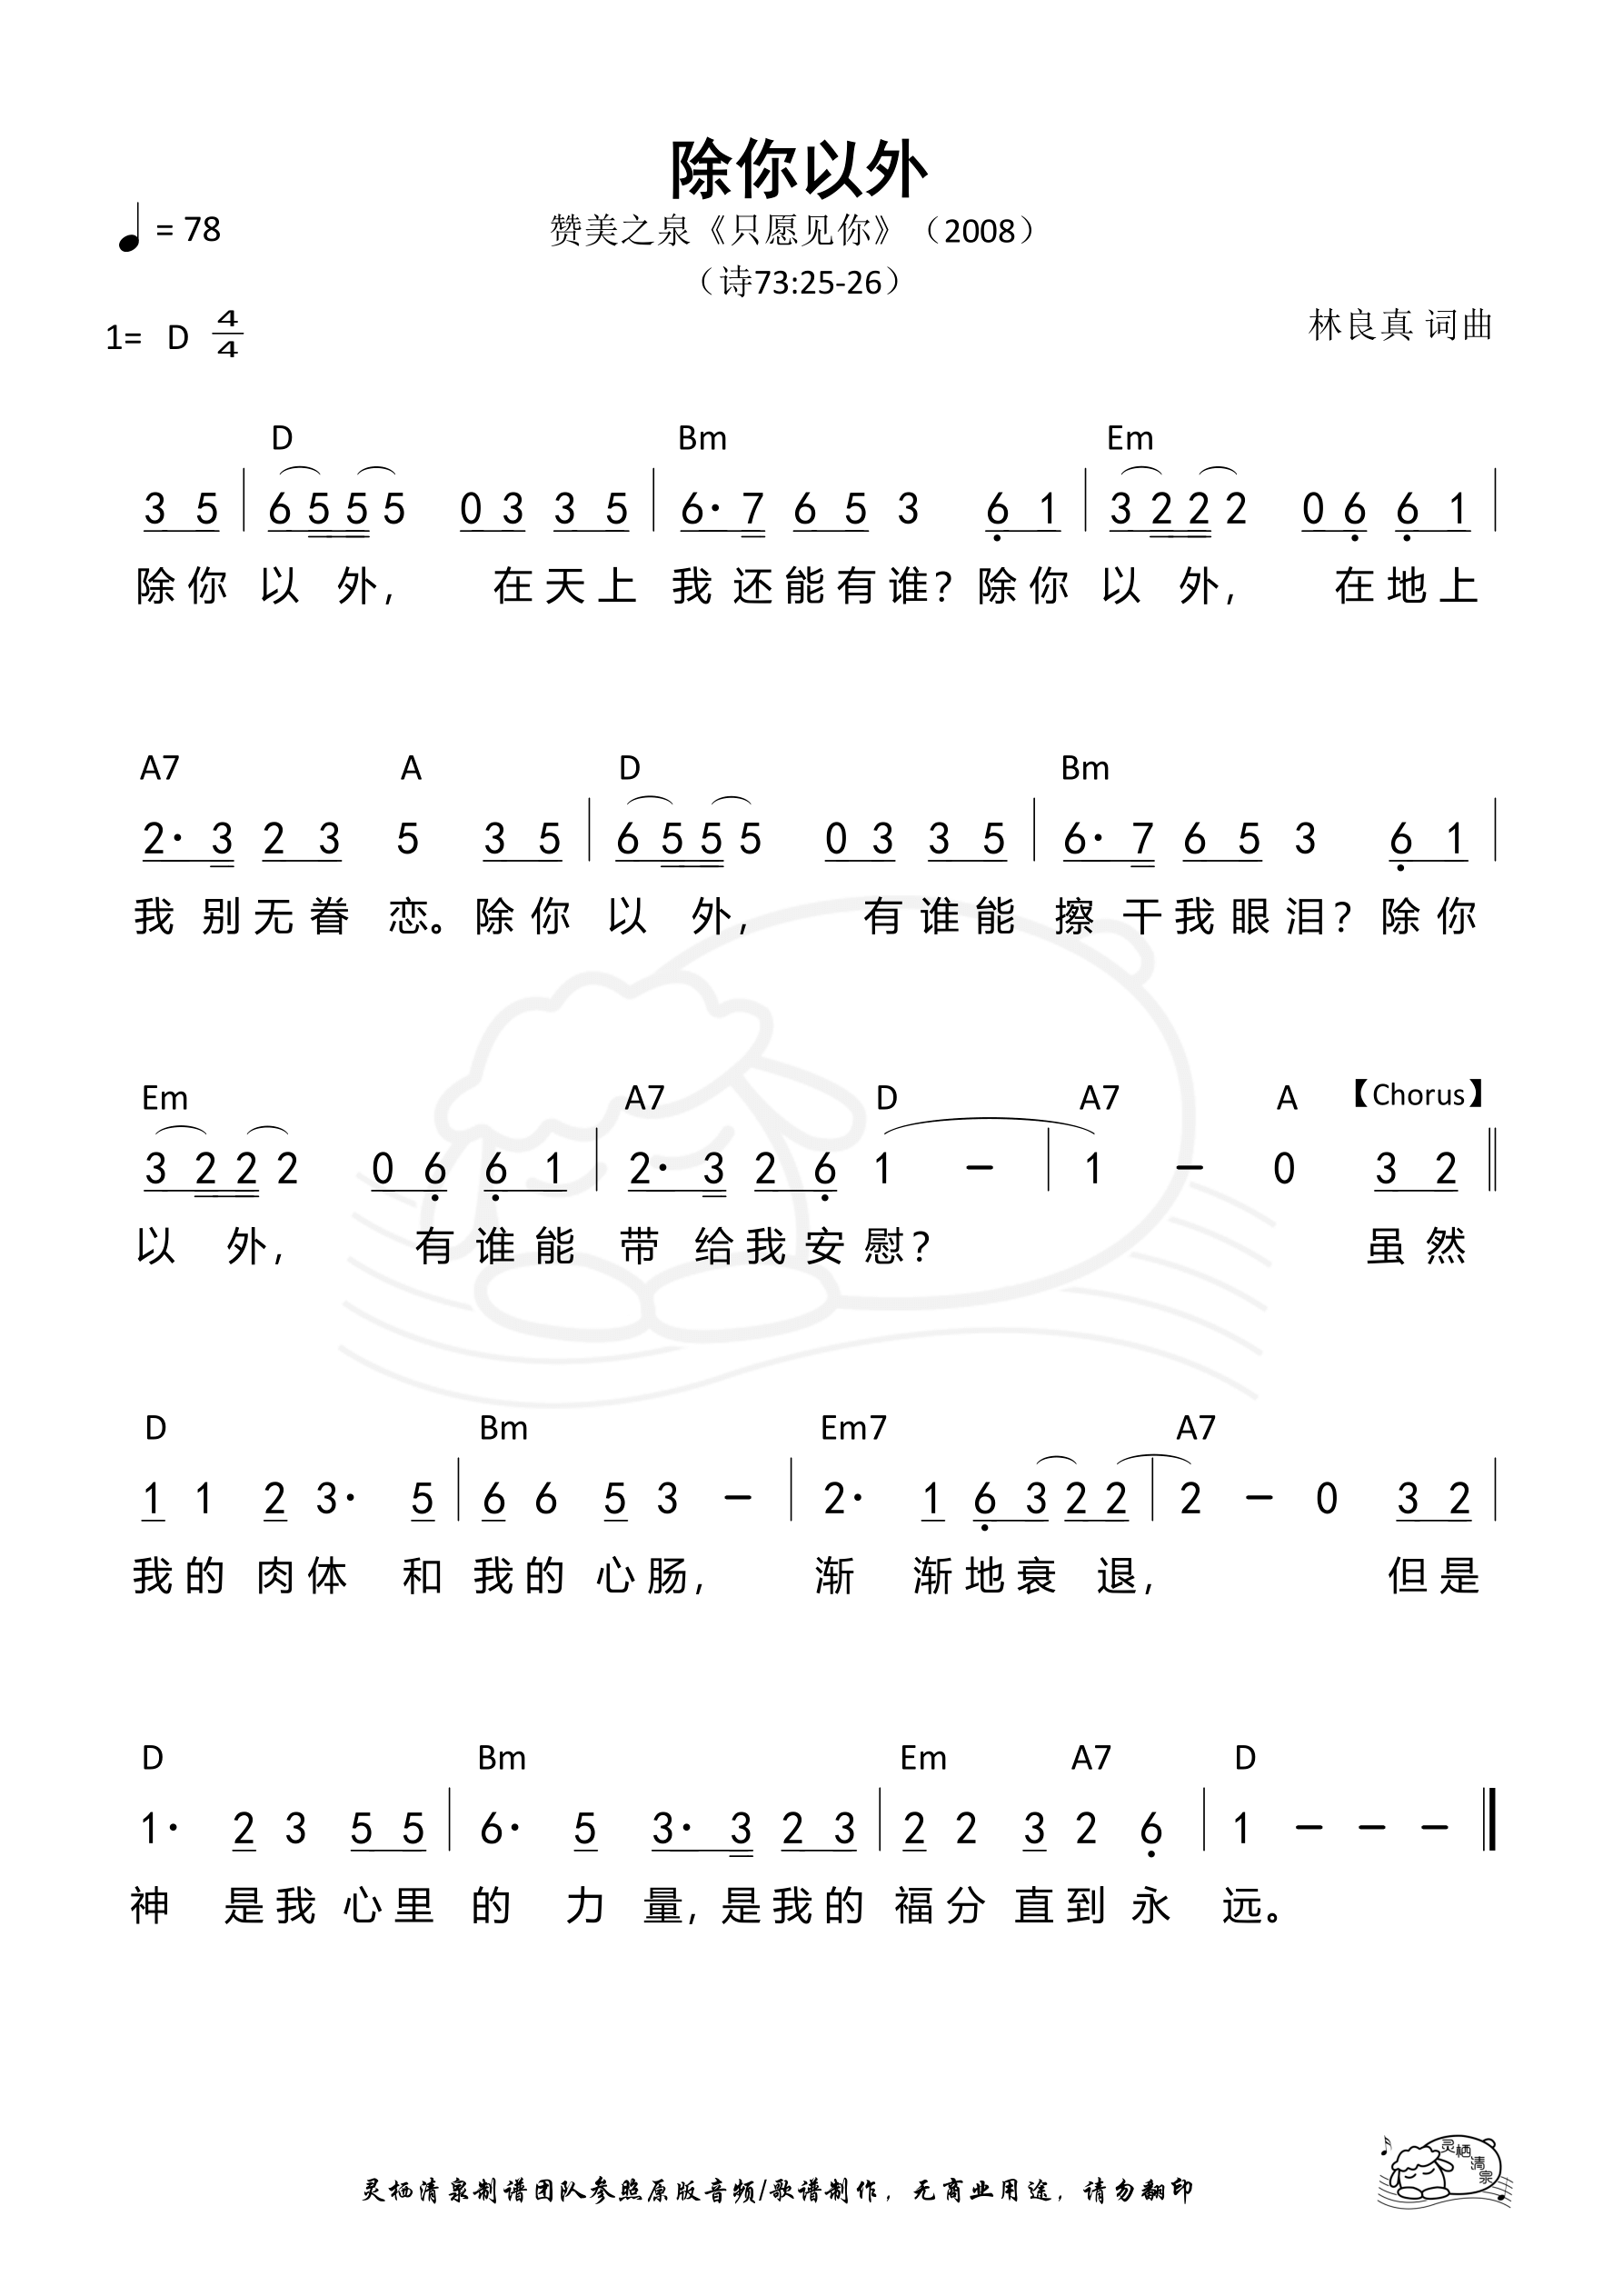 除你以外
♩ = 78
赞美之泉《只愿见你》（2008）
（诗73:25-26）
1= D 4/4
林良真 词曲
D Bm Em
3 5 | 6 5 5 5 0 3 3 5 | 6· 7 6 5 3 6 1 | 3 2 2 2 0 6 6 1 |
除你 以 外, 在天上 我还能有谁? 除你 以 外, 在地上
A7 A D Bm
2· 3 2 3 5 3 5 | 6 5 5 5 0 3 3 5 | 6· 7 6 5 3 6 1 |
我 别无眷 恋。除你 以 外, 有谁能 擦 干我眼泪? 除你
Em A7 D A7 A 【Chorus】
3 2 2 2 0 6 6 1 | 2· 3 2 6 1 – | 1 – 0 3 2 ‖
以 外, 有谁能 带 给我安慰? 虽然
D Bm Em7 A7
1 1 2 3· 5 | 6 6 5 3 – | 2· 1 6 3 2 2 | 2 – 0 3 2 |
我的 肉体 和 我的 心肠, 渐 渐地衰 退, 但是
D Bm Em A7 D
1· 2 3 5 5 | 6· 5 3· 3 2 3 | 2 2 3 2 6 | 1 – – – ‖
神 是我 心里 的 力 量, 是我的 福分 直到 永 远。
灵栖清泉制谱团队参照原版音频/歌谱制作，无商业用途，请勿翻印
灵栖清泉